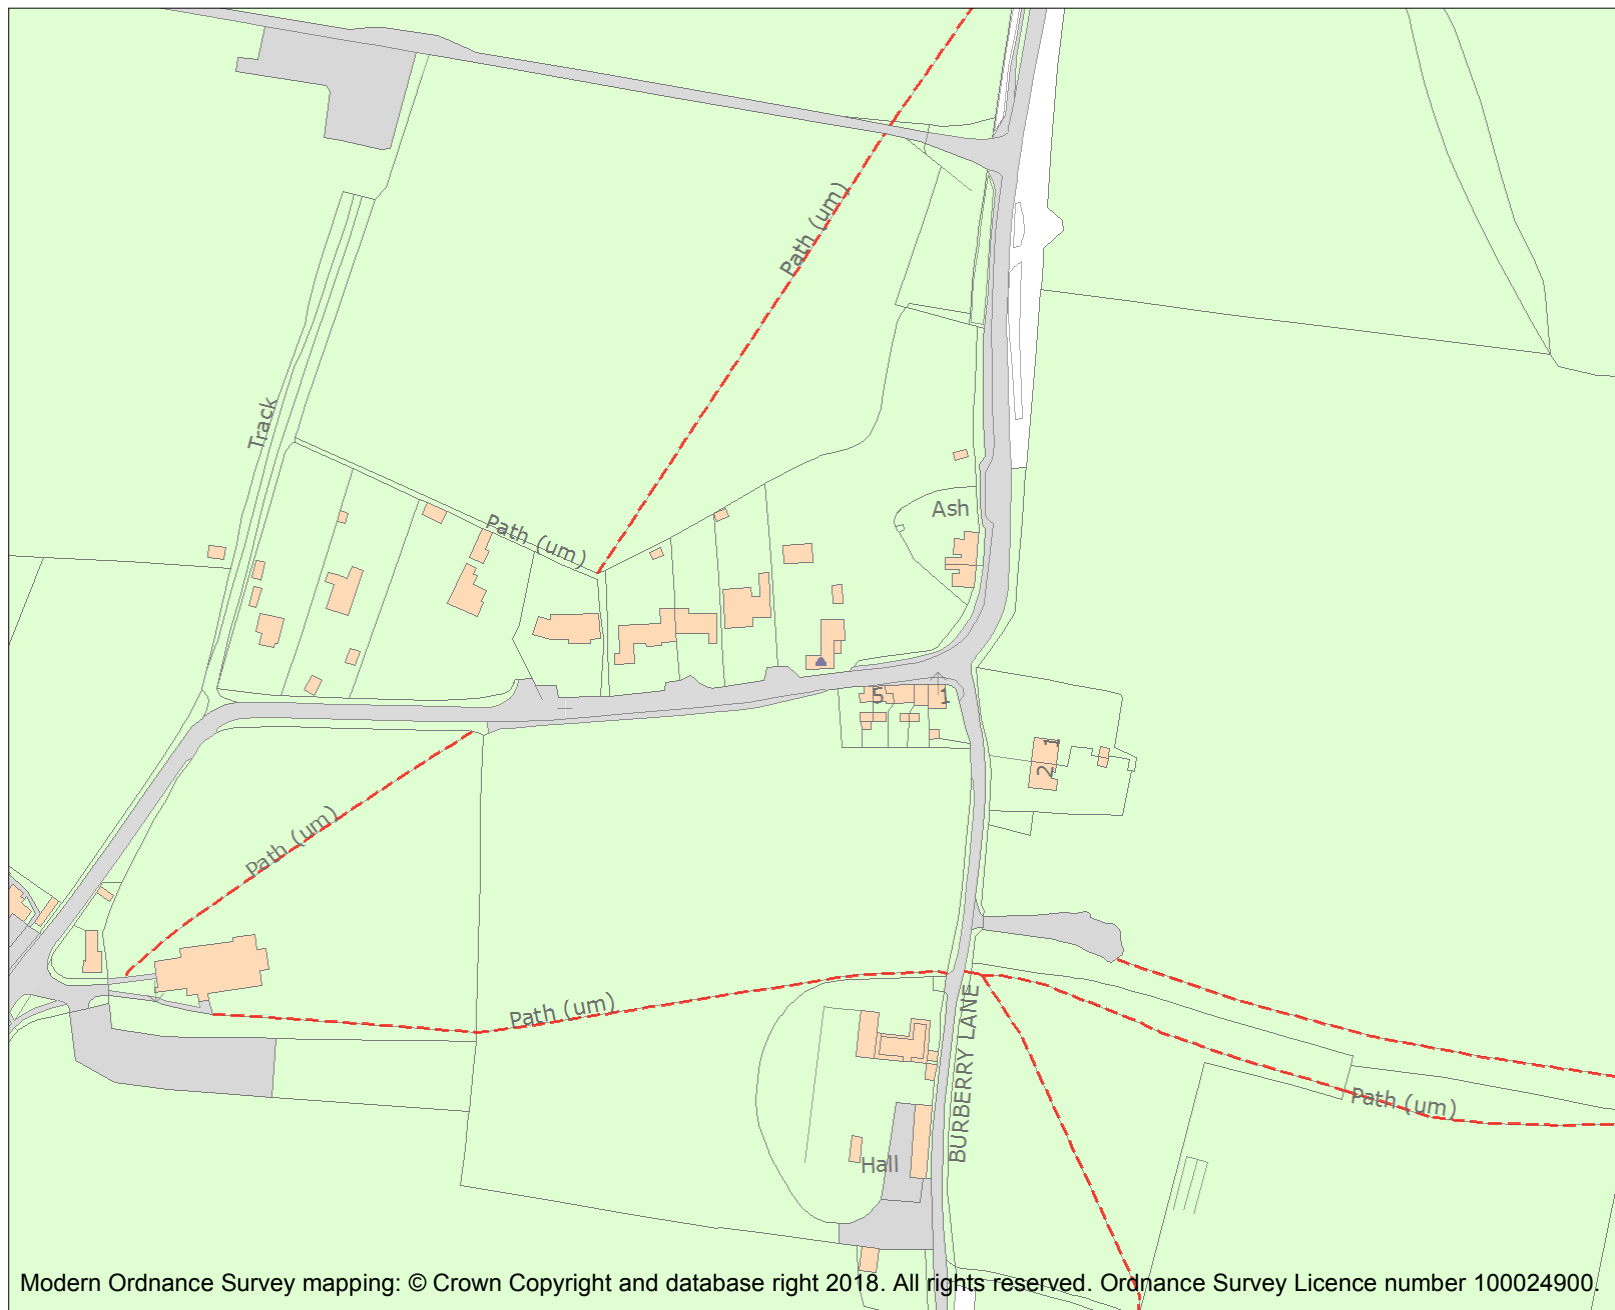 Path (um)
Track
Ash
Path (um)
5
1
1
2
Path (um)
Path (um)
BURBERRY LANE
Path (um)
Hall
Modern Ordnance Survey mapping: © Crown Copyright and database right 2018. All rights reserved. Ordnance Survey Licence number 100024900.